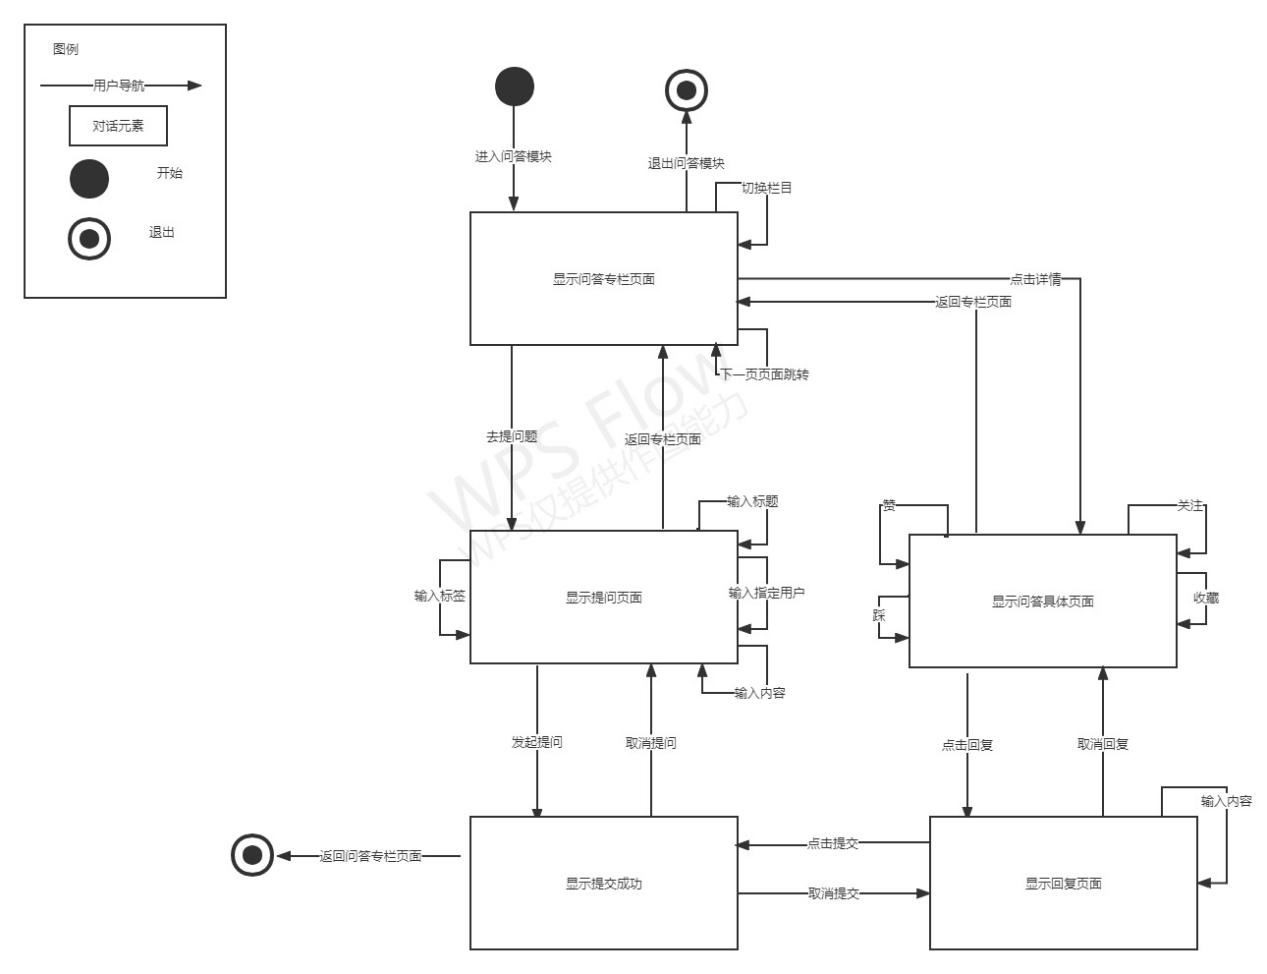 图例
用户导航
对话元素
开始
退出
进入问答模块
退出问答模块
切换栏目
显示问答专栏页面
点击详情
返回专栏页面
下一页页面跳转
去提问题
返回专栏页面
WPS Flow
WPS仅提供作图能力
输入标题
赞
关注
输入标签
显示提问页面
输入指定用户
踩
显示问答具体页面
收藏
输入内容
发起提问
取消提问
点击回复
取消回复
输入内容
返回问答专栏页面
显示提交成功
点击提交
取消提交
显示回复页面